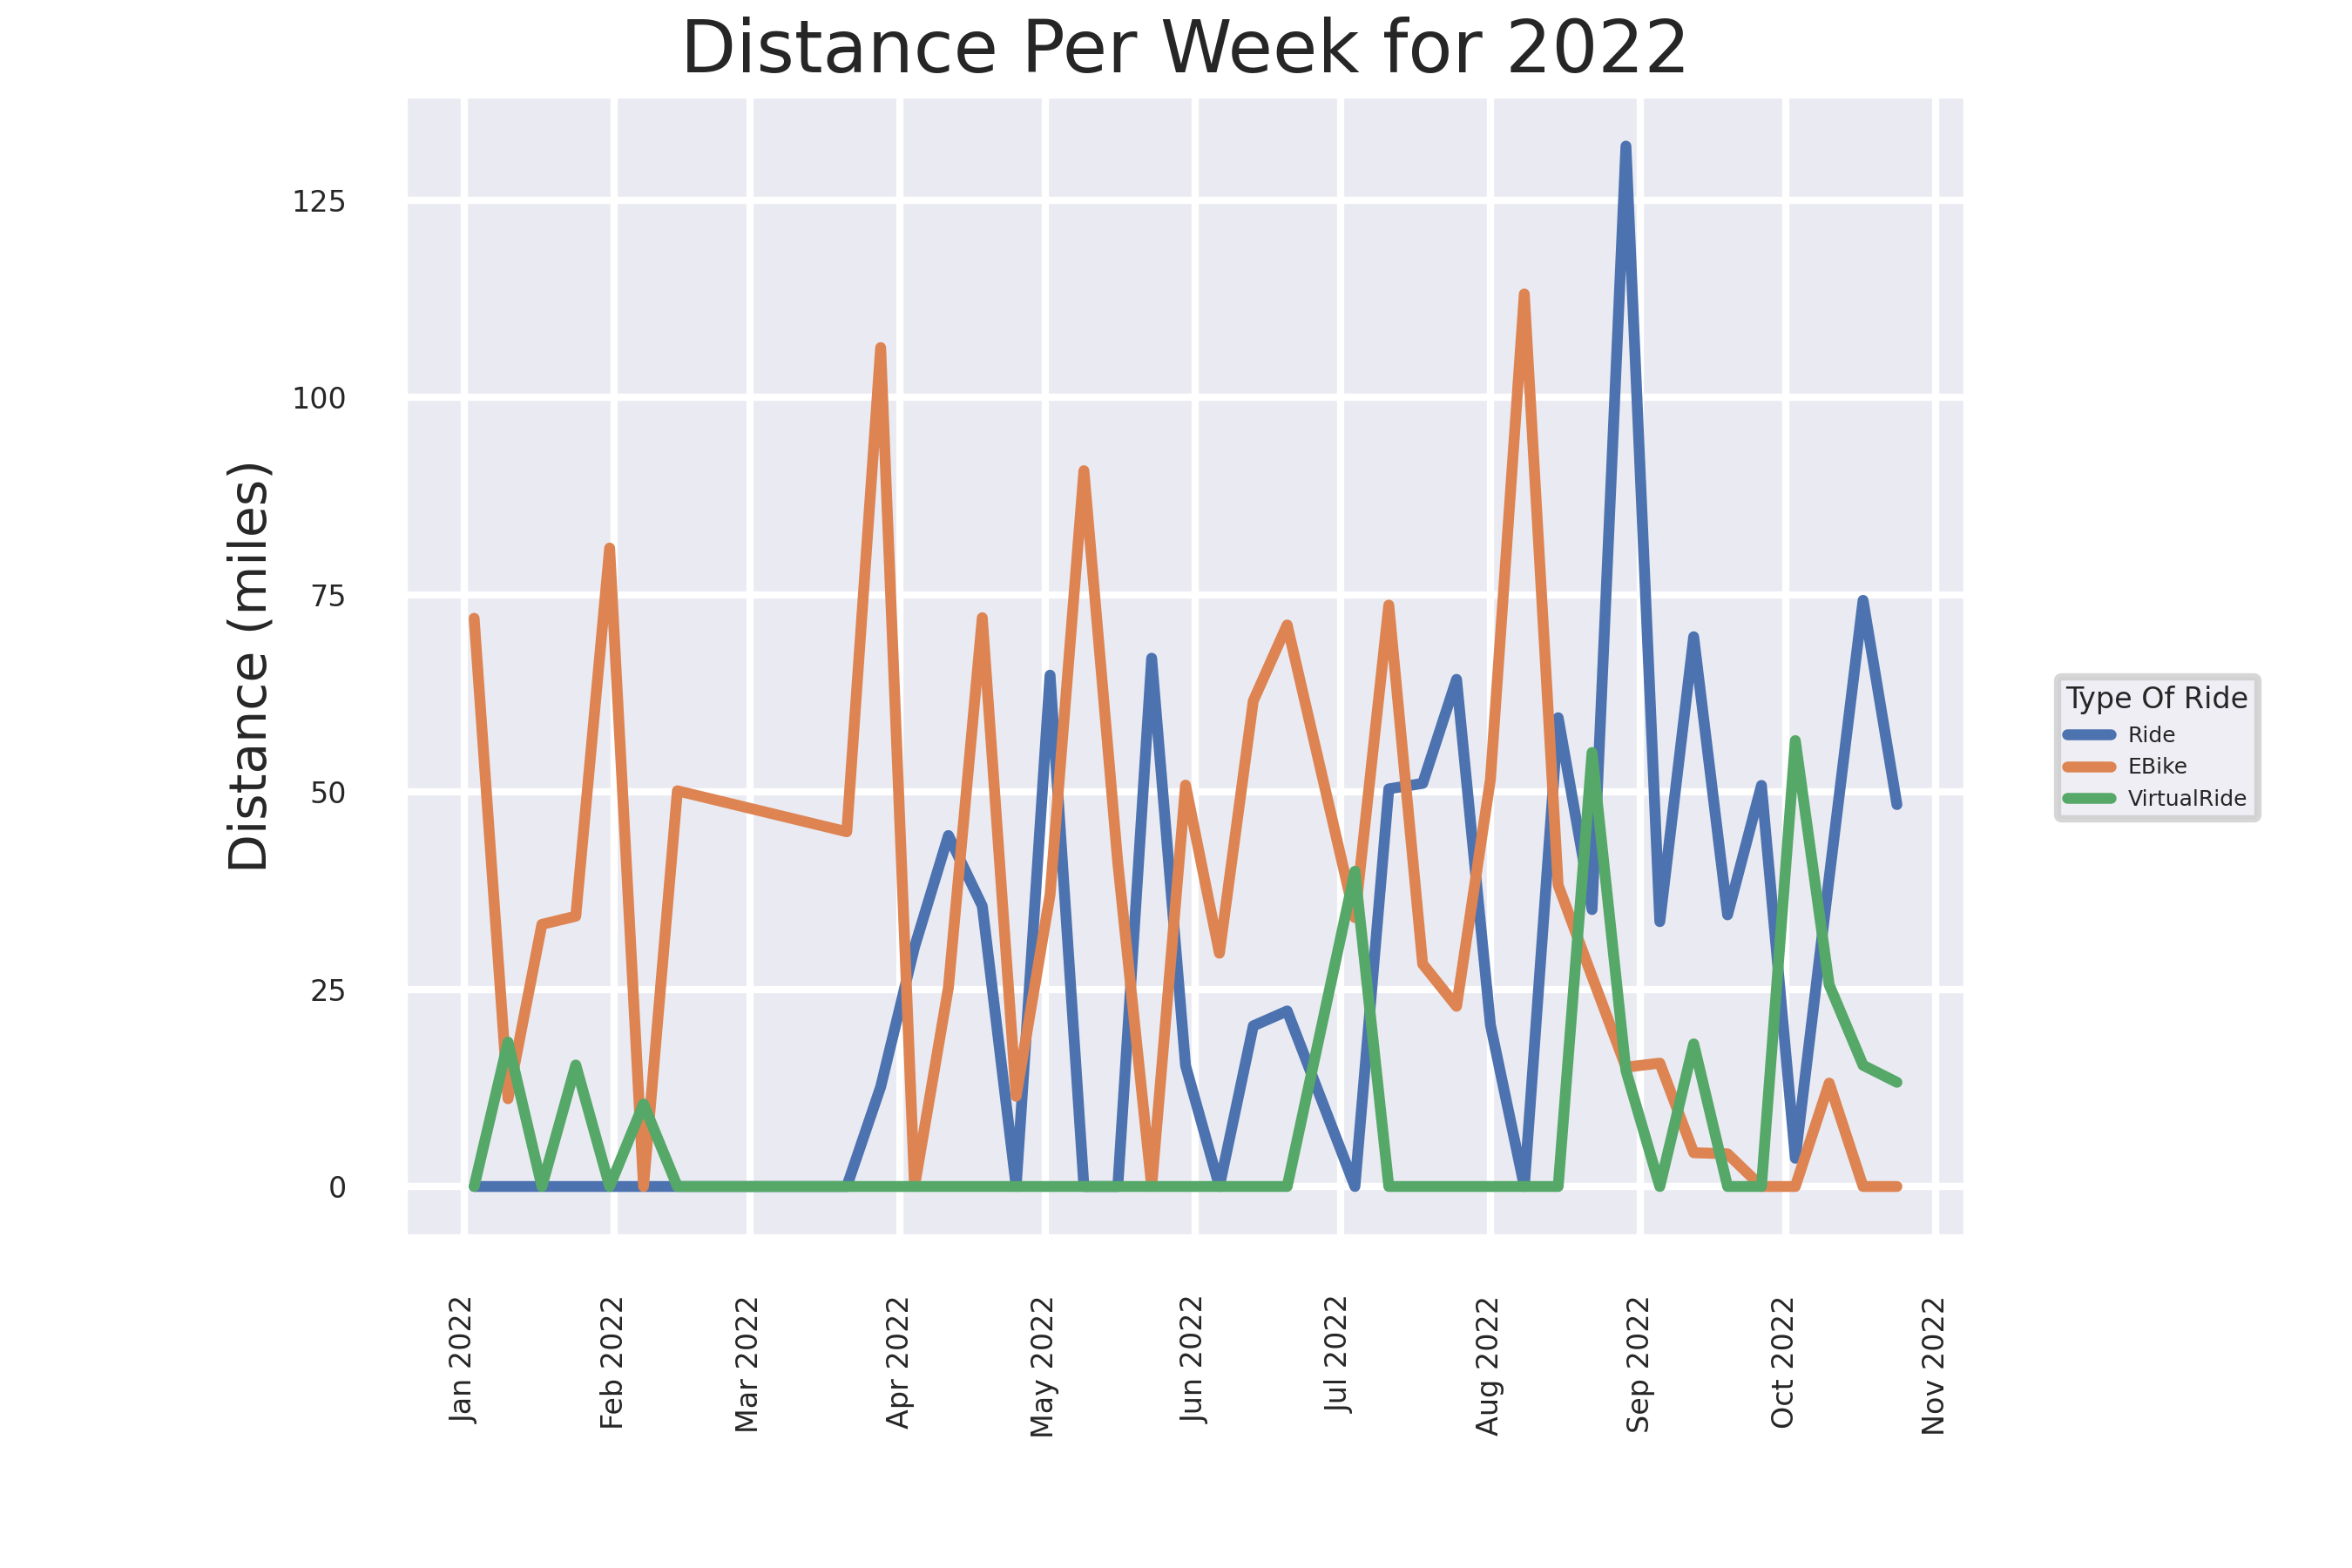 Distance Per Week for 2022
Distance (miles)
125
100
75
50
25
0
Jan 2022
Feb 2022
Mar 2022
Apr 2022
May 2022
Jun 2022
Jul 2022
Aug 2022
Sep 2022
Oct 2022
Nov 2022
Type Of Ride
Ride
EBike
VirtualRide